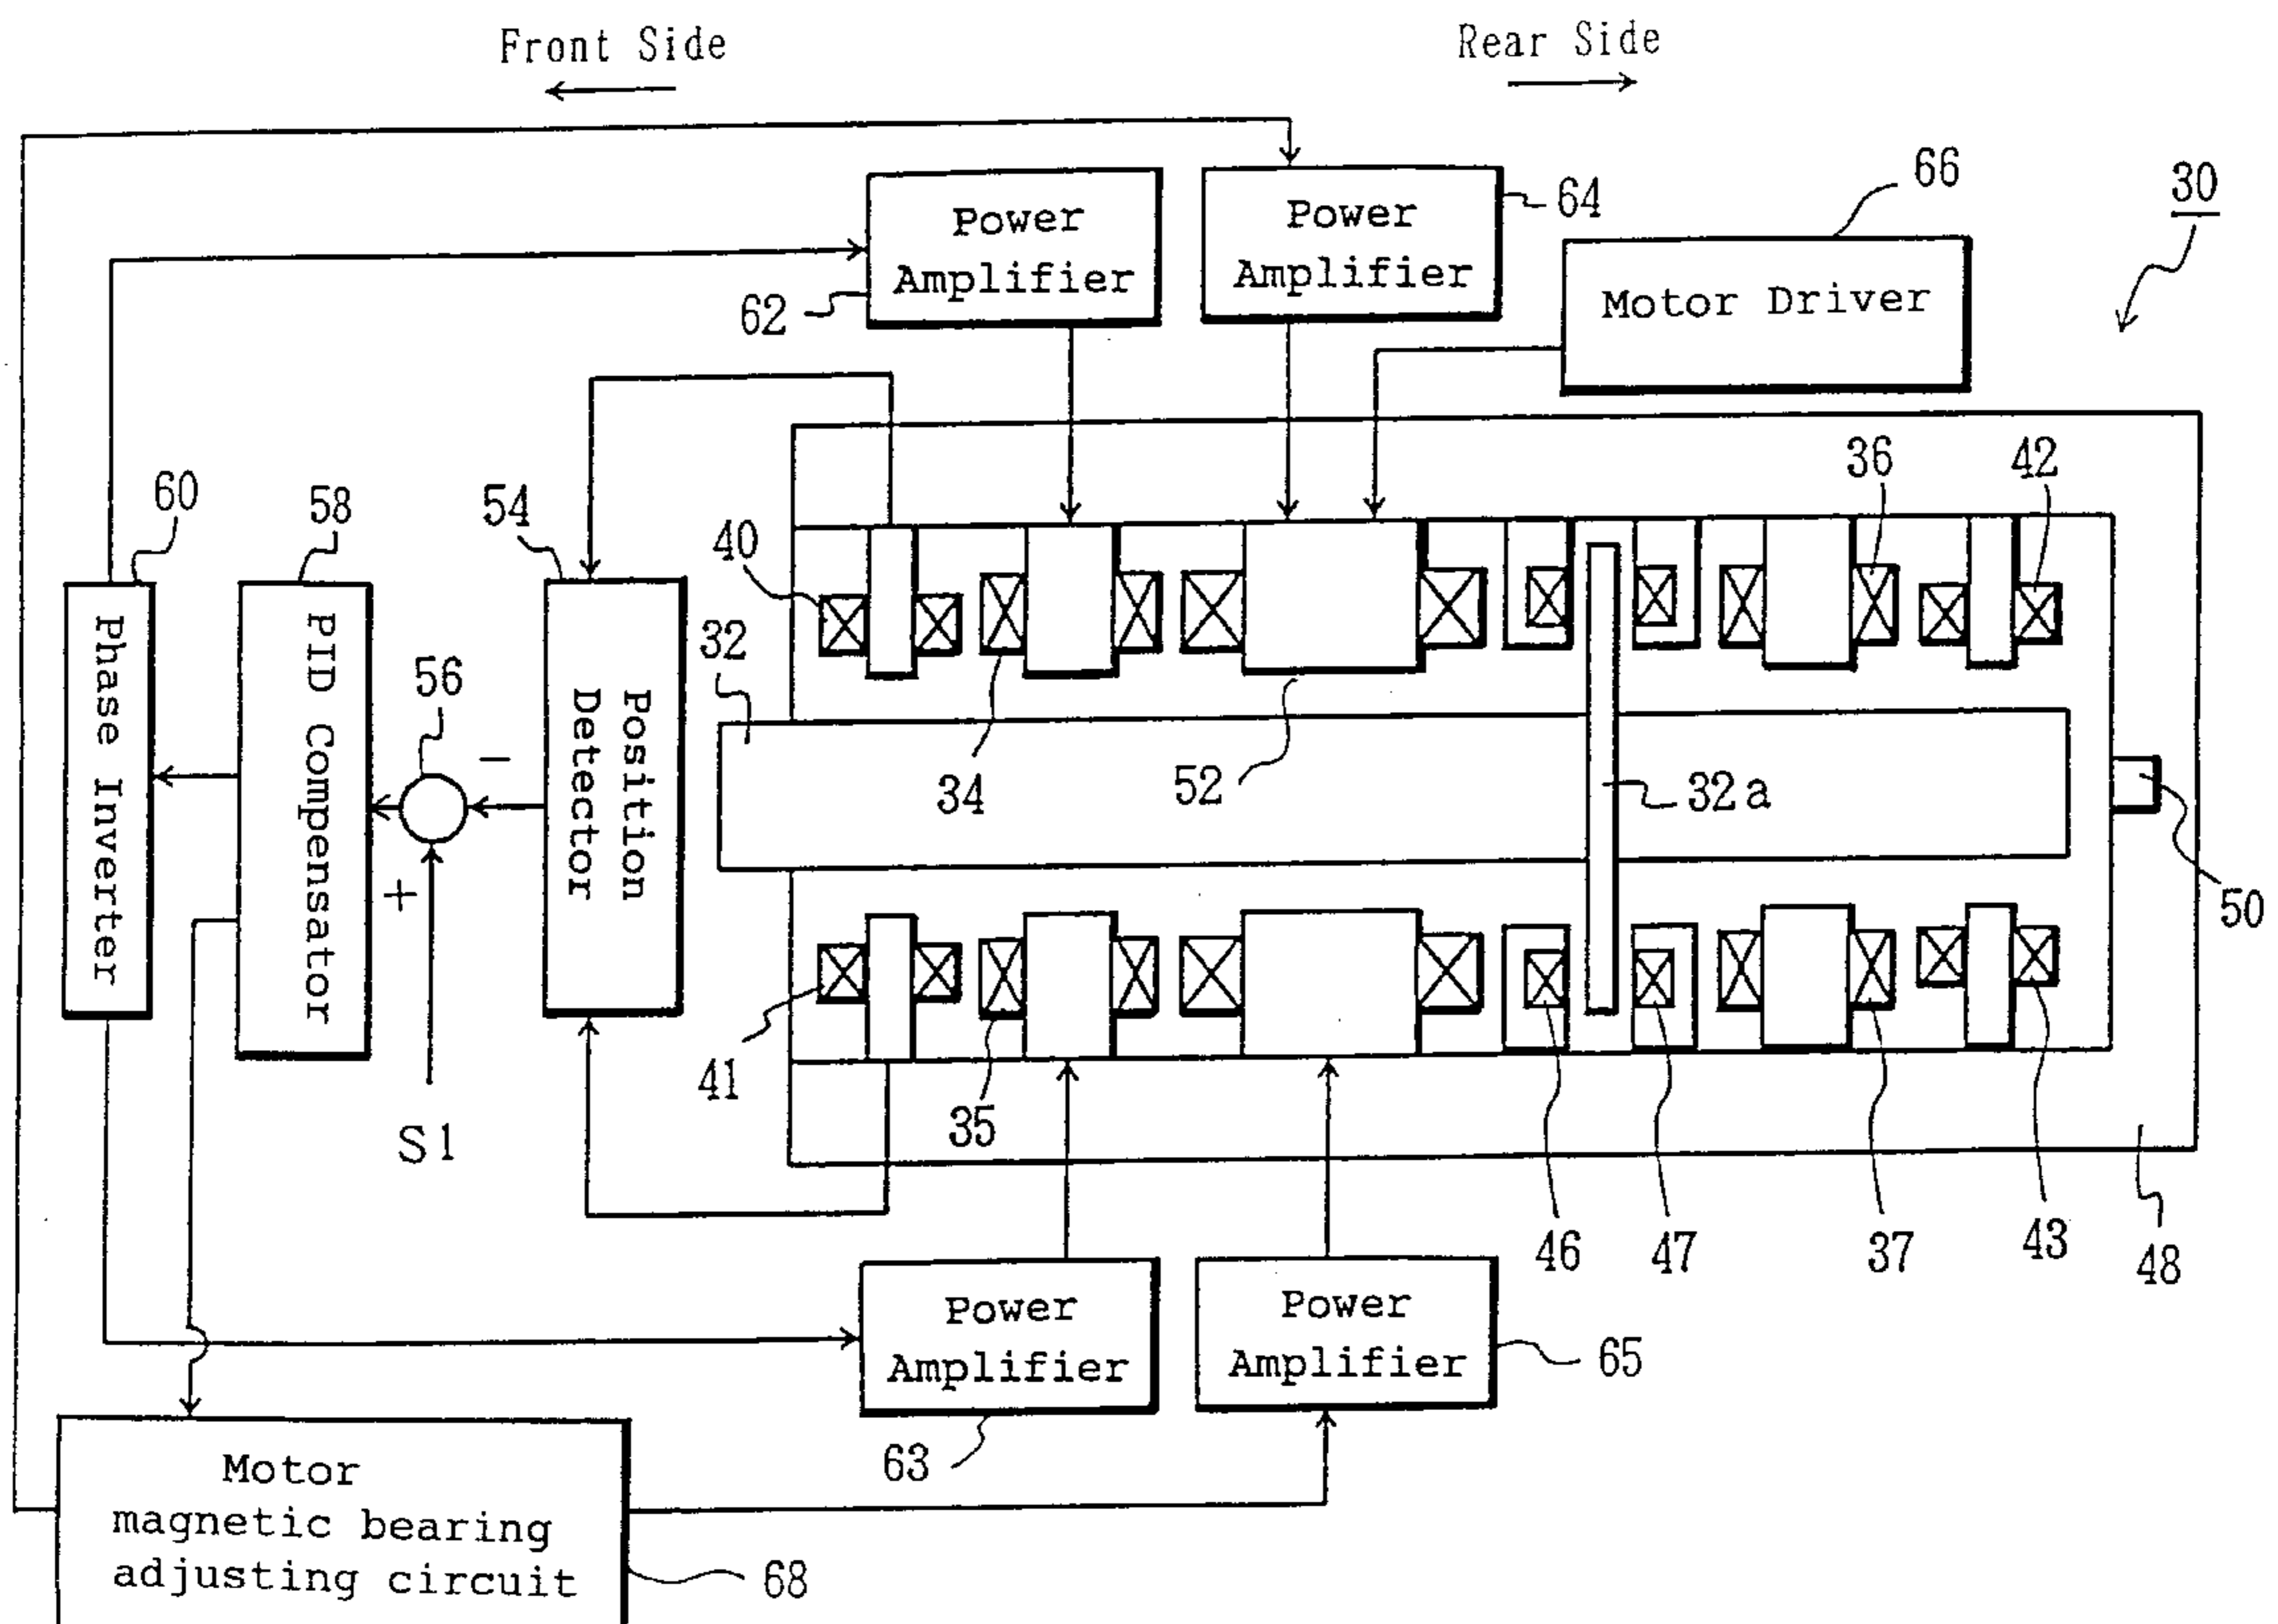 Front Side
Rear Side
Power
Amplifier
62
Power
Amplifier
64
66
Motor Driver
30
60
58
54
40
32
56
36
42
Phase Inverter
PID Compensator
Position
Detector
−
+
S1
34
52
32a
50
41
35
46
47
37
43
48
Power
Amplifier
63
Power
Amplifier
65
Motor
magnetic bearing
adjusting circuit
68